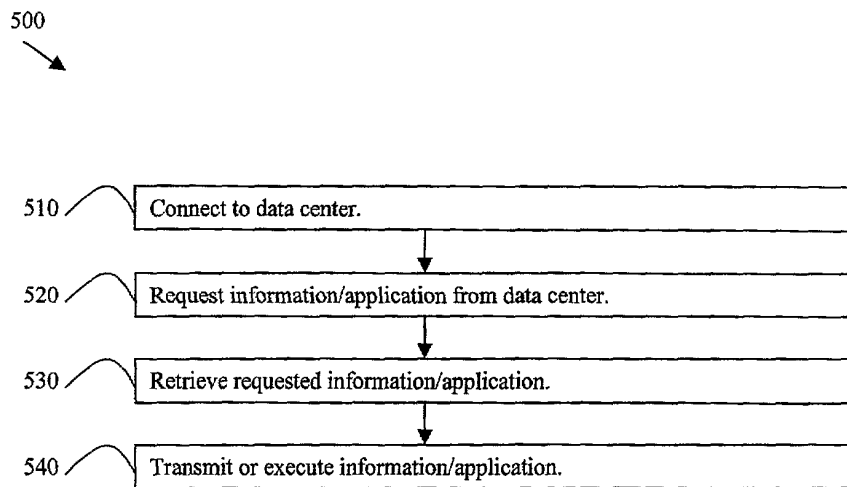 500
510 Connect to data center.
520 Request information/application from data center.
530 Retrieve requested information/application.
540 Transmit or execute information/application.